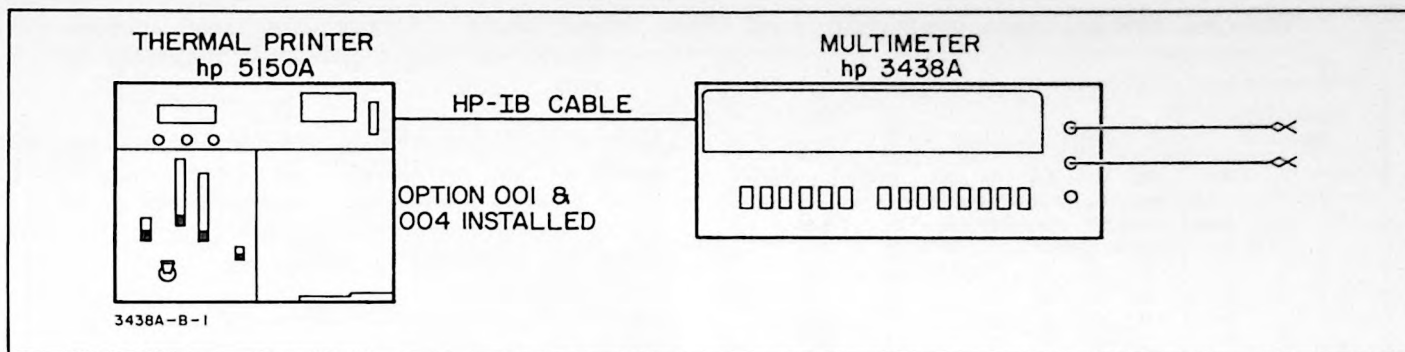 THERMAL PRINTER
hp 5150A
HP-IB CABLE
MULTIMETER
hp 3438A
OPTION 001 &
004 INSTALLED
3438A-B-1